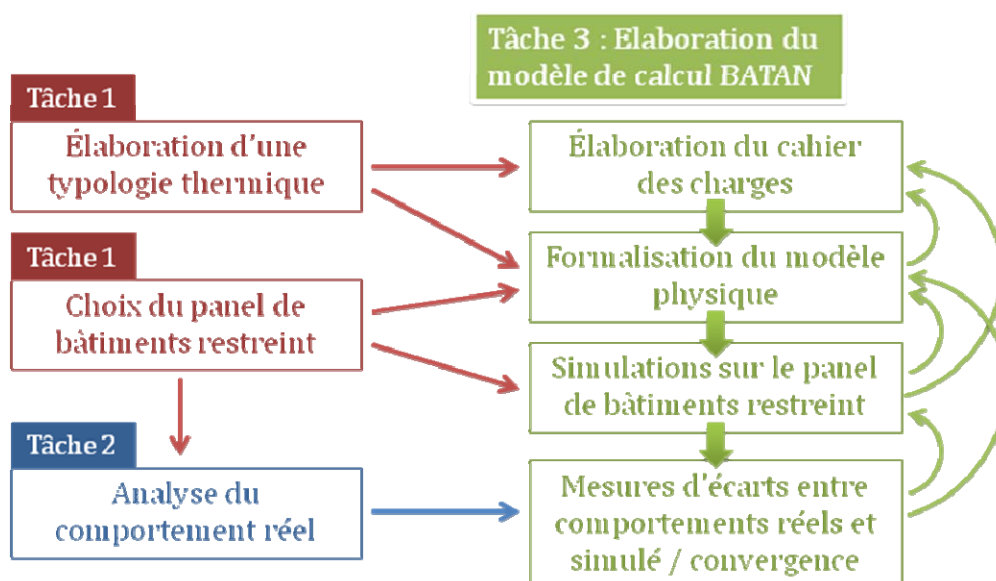 Tâche 3 : Elaboration du
modèle de calcul BATAN
Tâche 1
Élaboration d'une
typologie thermique
Tâche 1
Choix du panel de
bâtiments restreint
Tâche 2
Analyse du
comportement réel
Élaboration du cahier
des charges
Formalisation du modèle
physique
Simulations sur le panel
de bâtiments restreint
Mesures d'écarts entre
comportements réels et
simulé / convergence